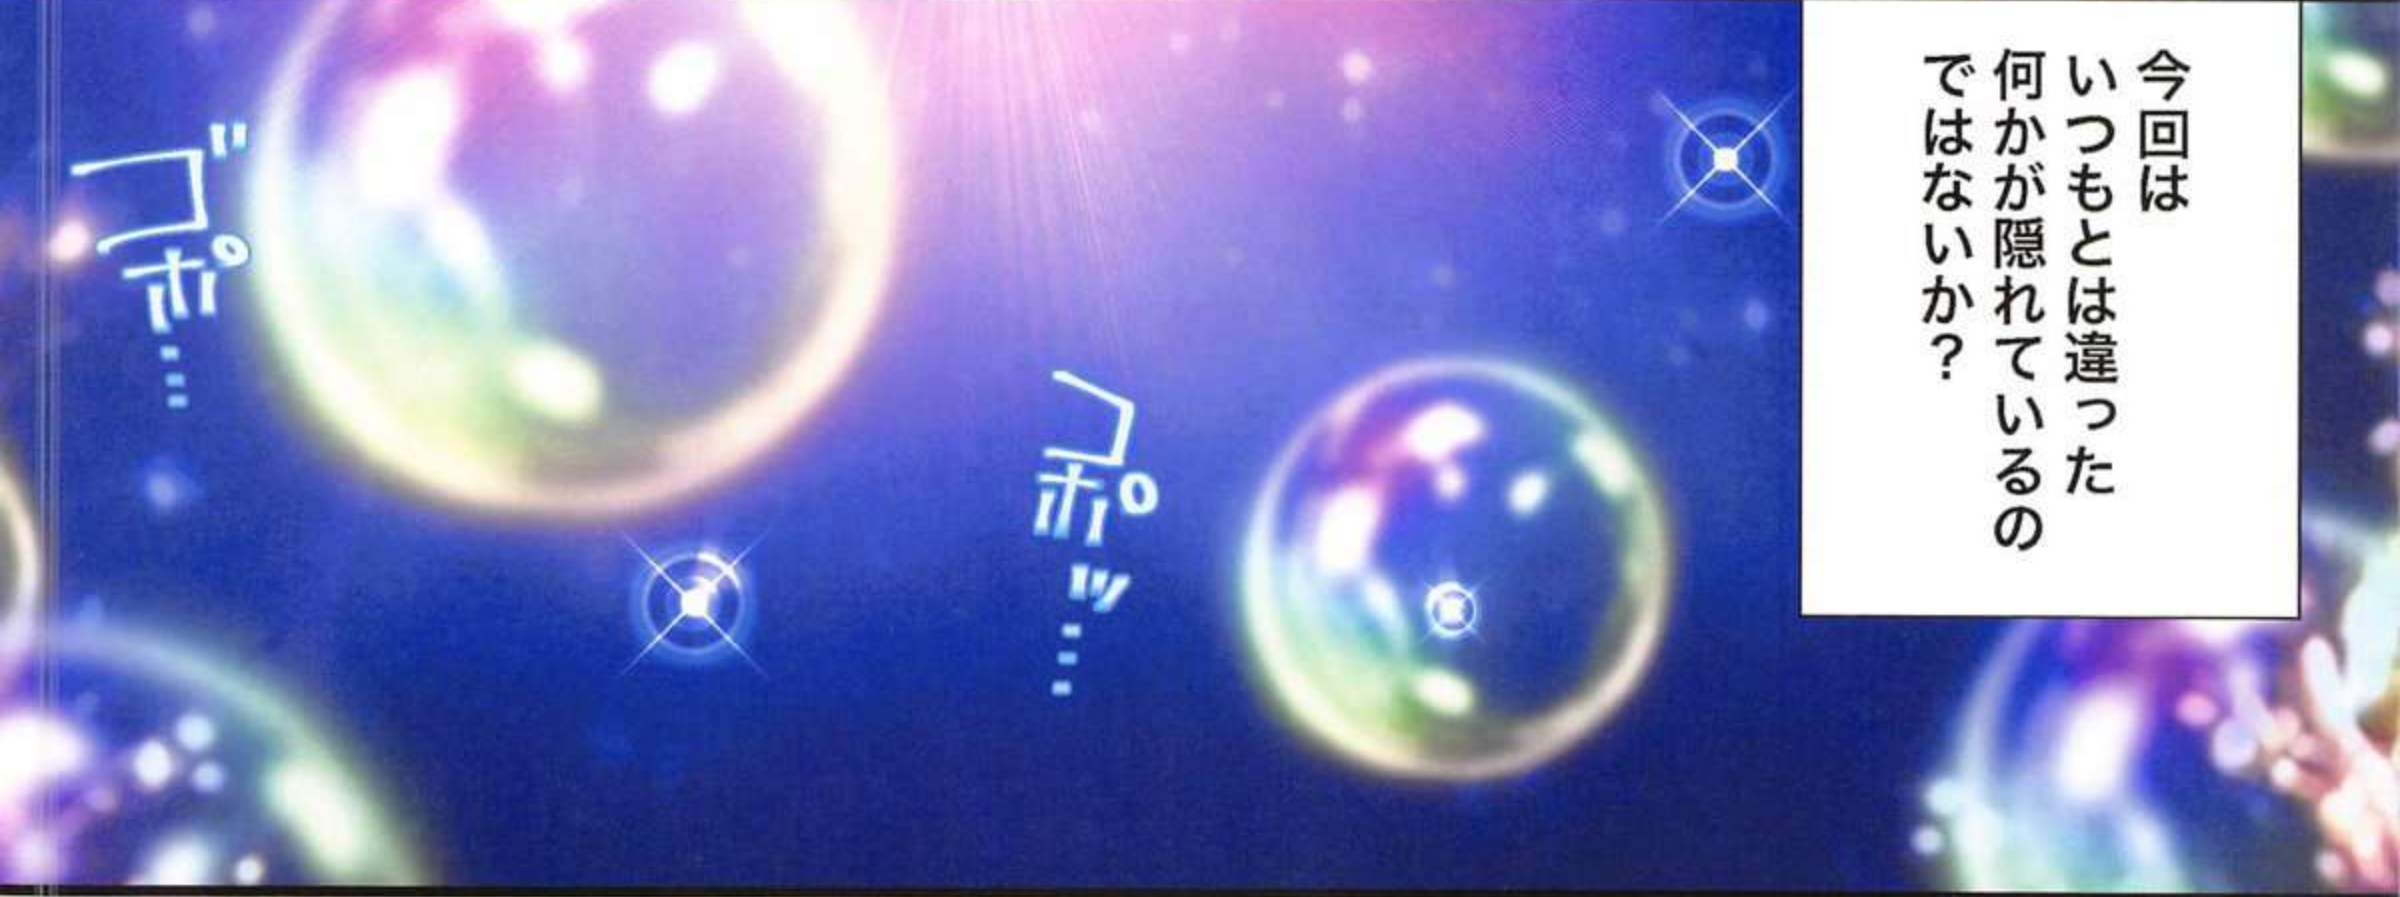 今回は
いつもとは違った
何かが隠れているの
ではないか？
コポッ…
ゴポ…